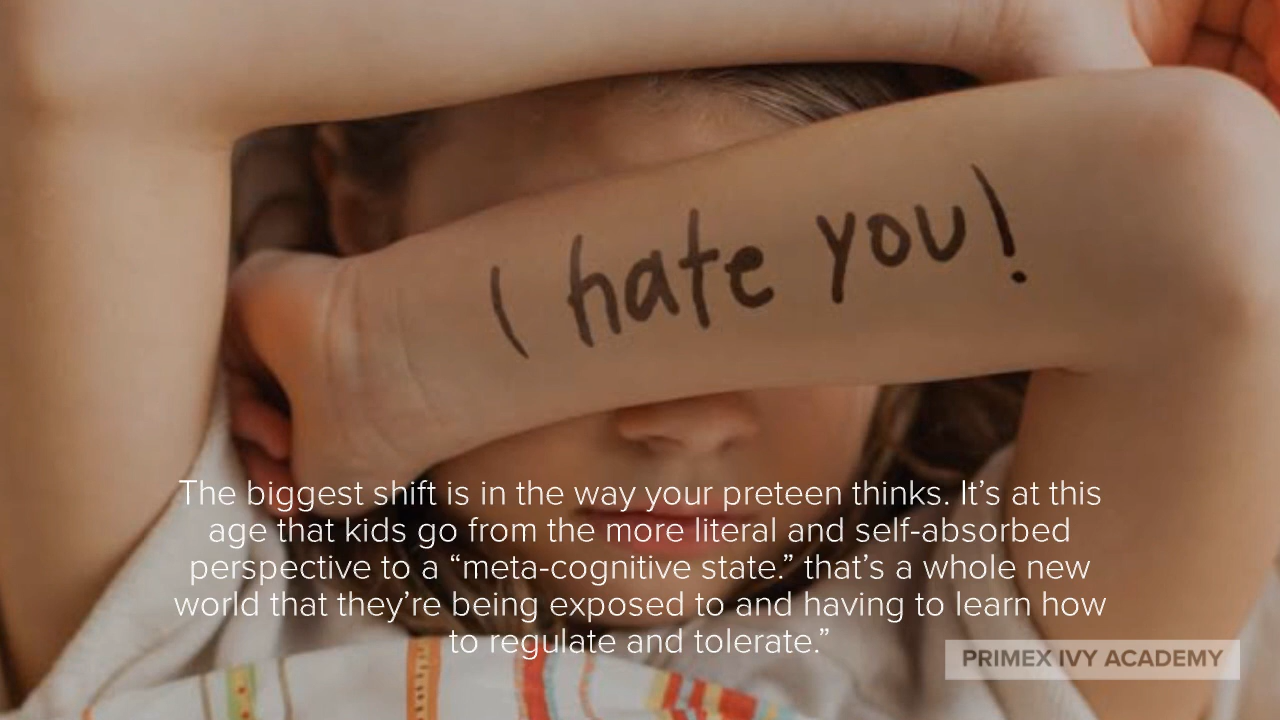 I hate you!
The biggest shift is in the way your preteen thinks. It’s at this
age that kids go from the more literal and self-absorbed
perspective to a “meta-cognitive state.” that’s a whole new
world that they’re being exposed to and having to learn how
to regulate and tolerate.”
PRIMEX IVY ACADEMY